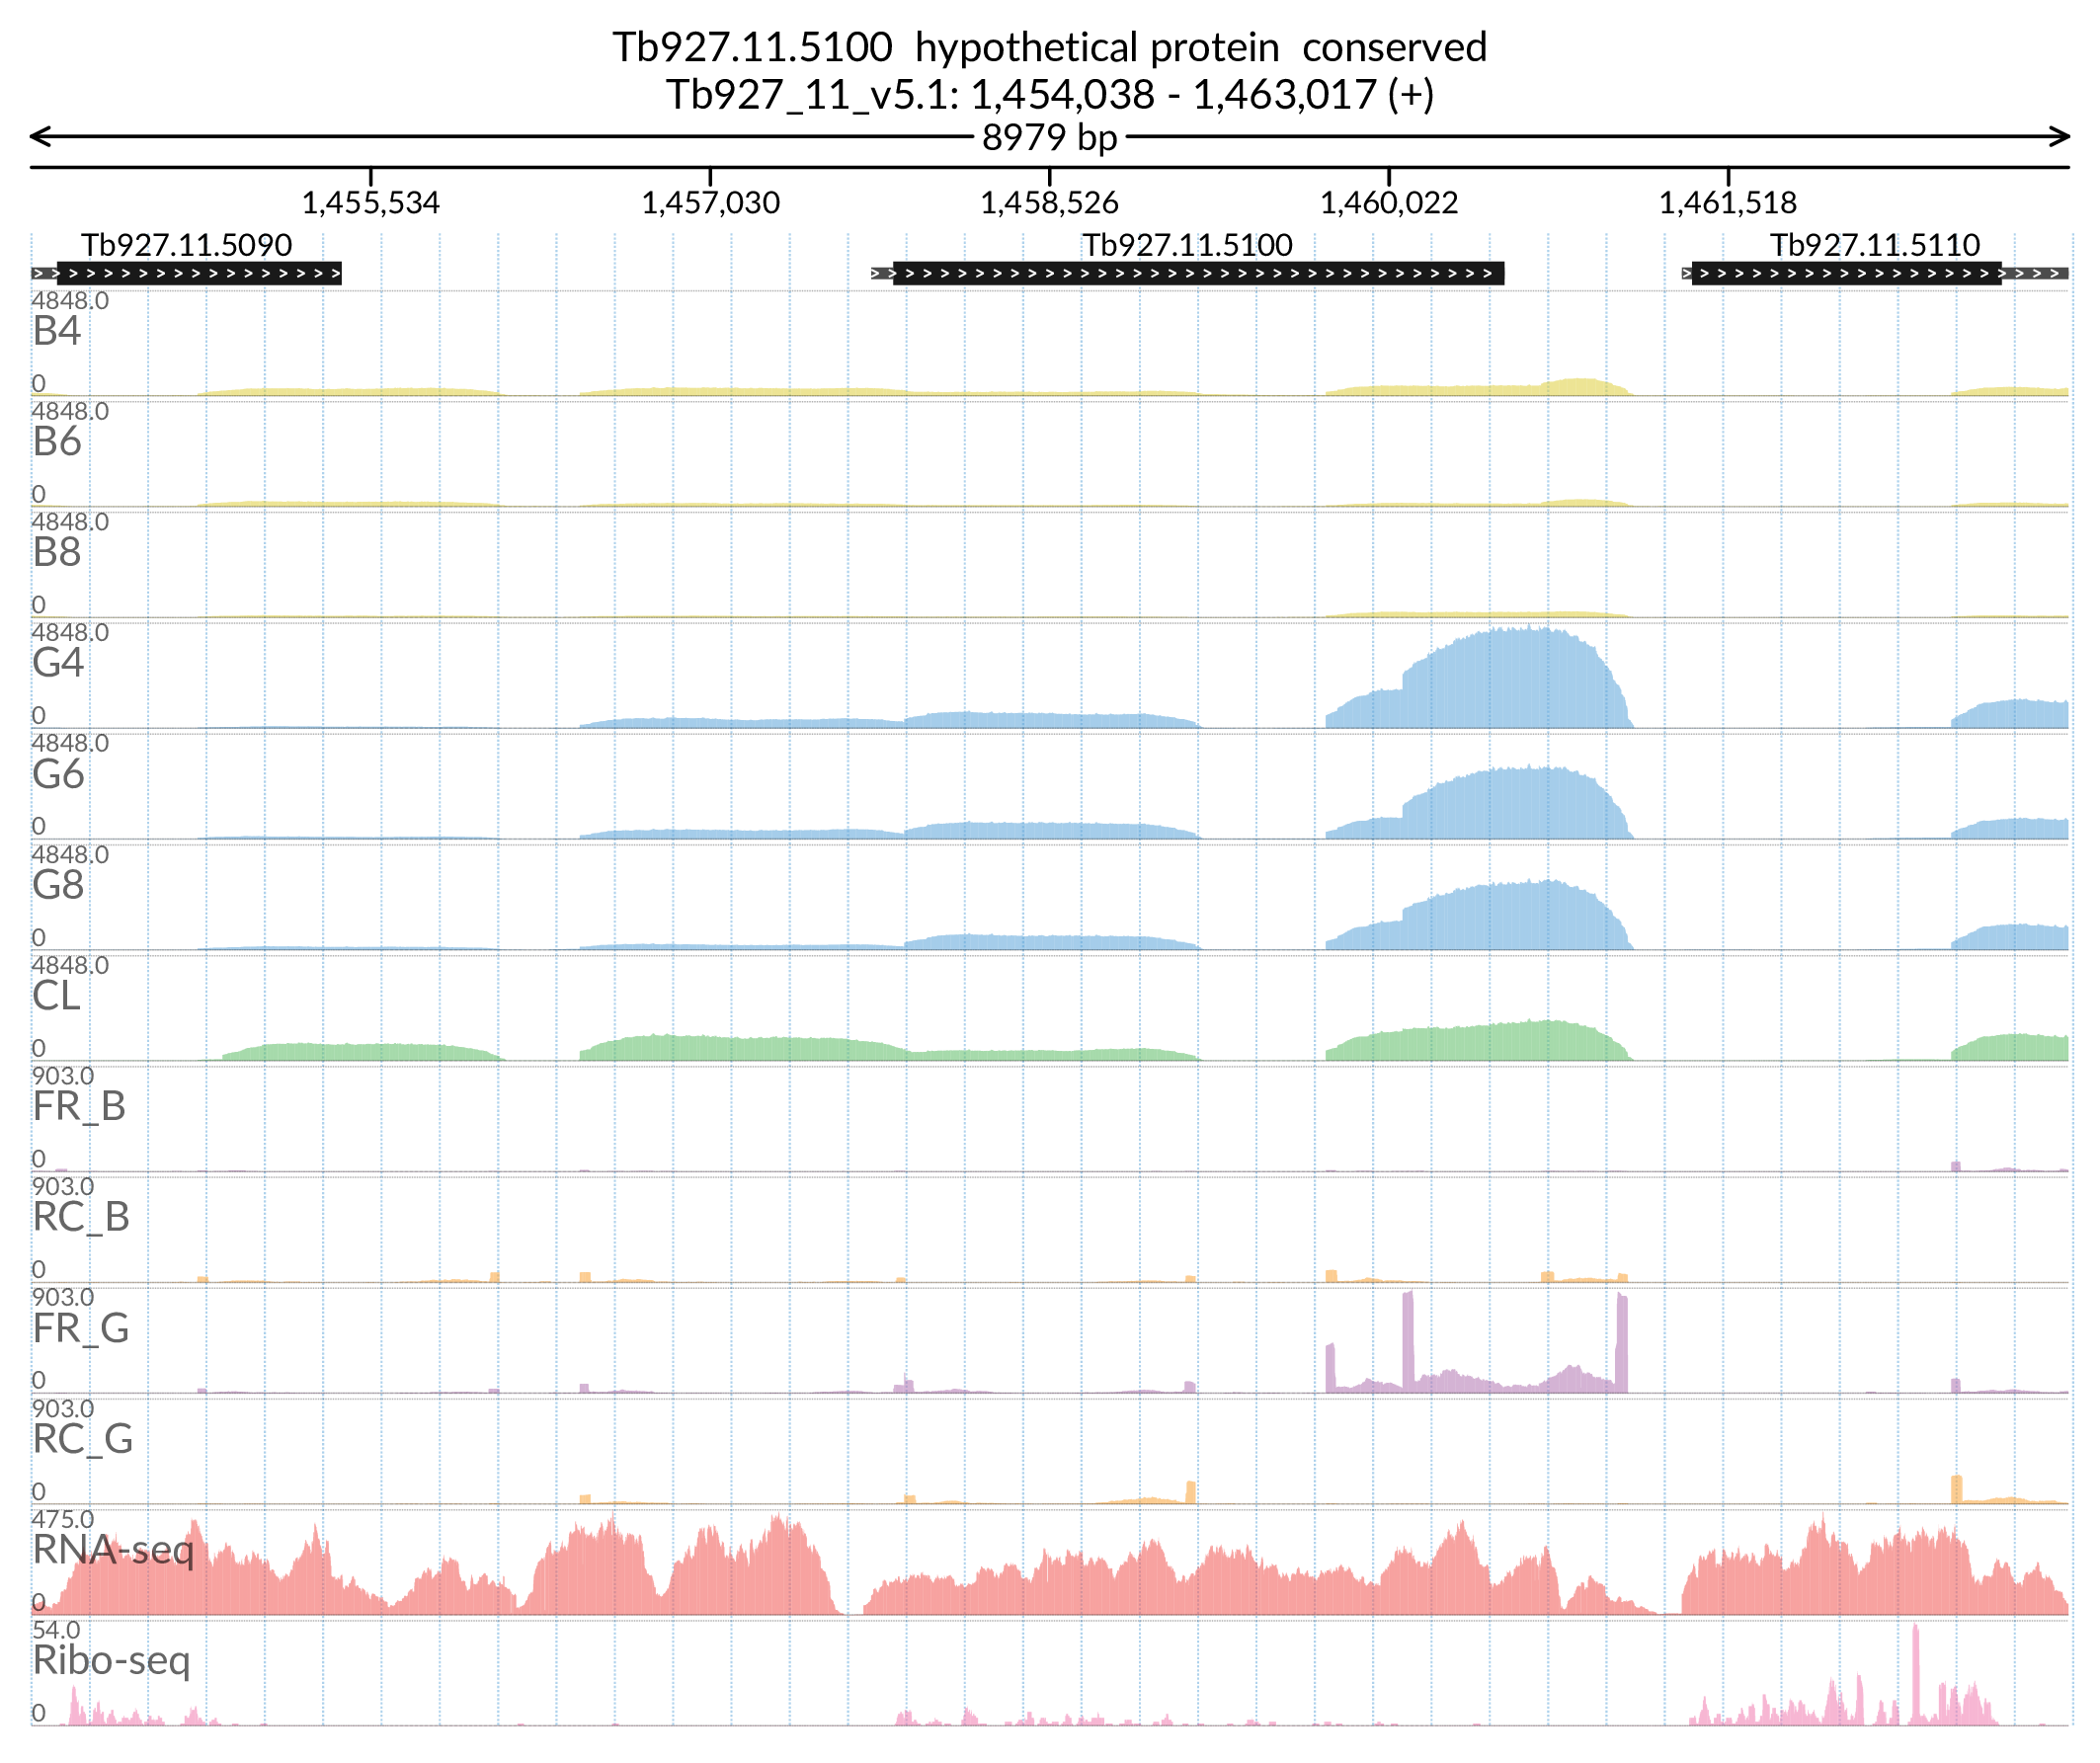 Tb927.11.5100 hypothetical protein conserved
Tb927_11_v5.1: 1,454,038 - 1,463,017 (+)
8979 bp
1,455,534 1,457,030 1,458,526 1,460,022 1,461,518
Tb927.11.5090 Tb927.11.5100 Tb927.11.5110
4848.0
B4
0
4848.0
B6
0
4848.0
B8
0
4848.0
G4
0
4848.0
G6
0
4848.0
G8
0
4848.0
CL
0
903.0
FR_B
0
903.0
RC_B
0
903.0
FR_G
0
903.0
RC_G
0
475.0
RNA-seq
0
54.0
Ribo-seq
0